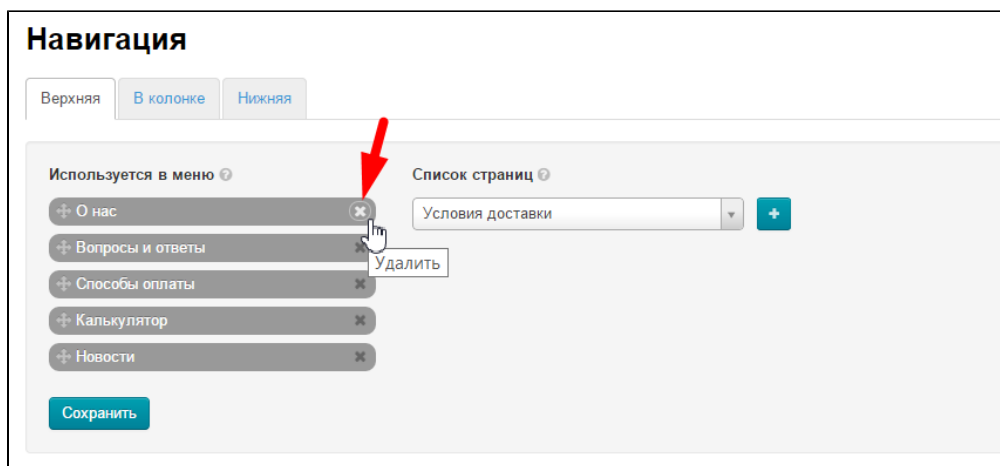 Навигация
Верхняя В колонке Нижняя
Используется в меню ?
Список страниц ?
О нас
Условия доставки
+
Вопросы и ответы
Удалить
Способы оплаты
Калькулятор
Новости
Сохранить